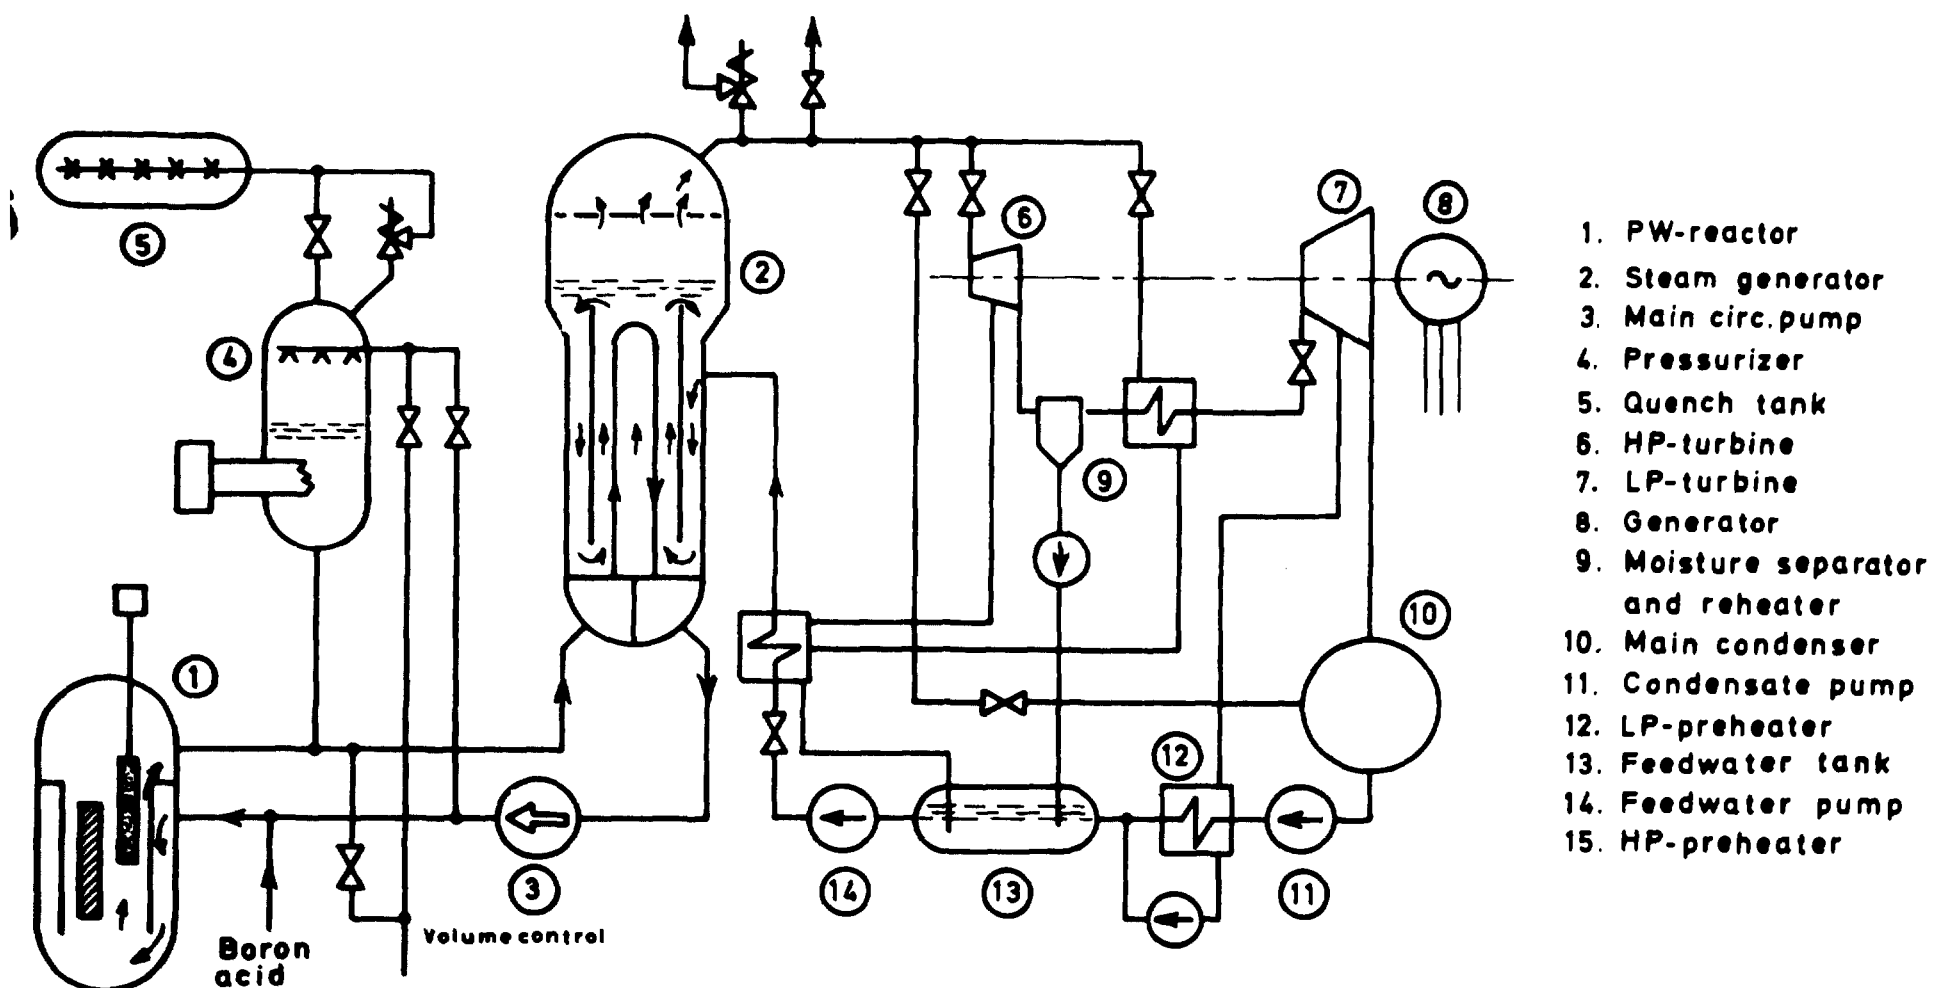 5
4
1
Boron
acid
Volume control
3
2
6
7
8
9
10
12
14
13
11
1. PW-reactor
2. Steam generator
3. Main circ.pump
4. Pressurizer
5. Quench tank
6. HP-turbine
7. LP-turbine
8. Generator
9. Moisture separator
and reheater
10. Main condenser
11. Condensate pump
12. LP-preheater
13. Feedwater tank
14. Feedwater pump
15. HP-preheater